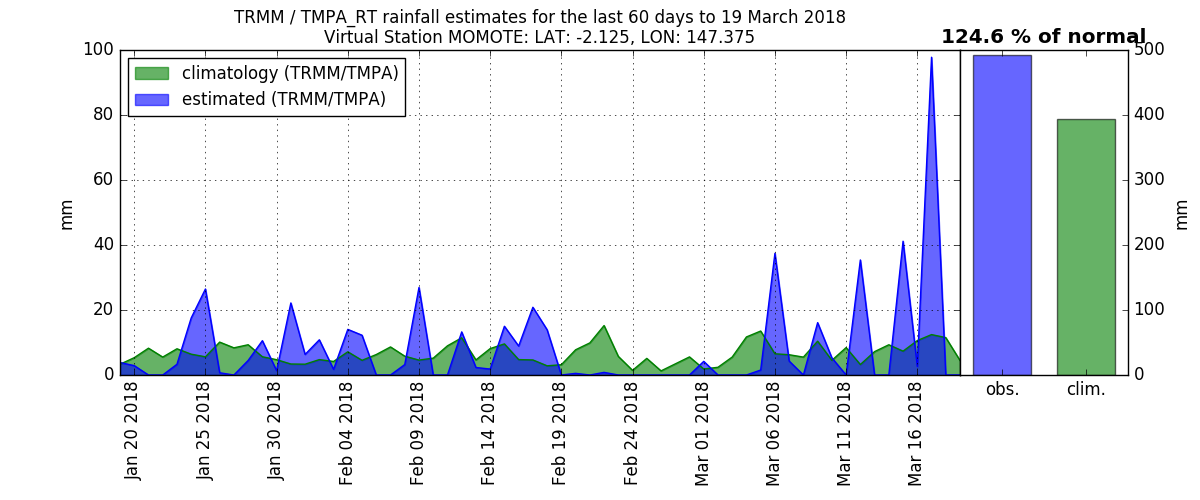 TRMM / TMPA_RT rainfall estimates for the last 60 days to 19 March 2018
Virtual Station MOMOTE: LAT: -2.125, LON: 147.375
124.6 % of normal
climatology (TRMM/TMPA)
estimated (TRMM/TMPA)
mm
100
80
60
40
20
0
Jan 20 2018
Jan 25 2018
Jan 30 2018
Feb 04 2018
Feb 09 2018
Feb 14 2018
Feb 19 2018
Feb 24 2018
Mar 01 2018
Mar 06 2018
Mar 11 2018
Mar 16 2018
obs.
clim.
500
400
300
200
100
0
mm